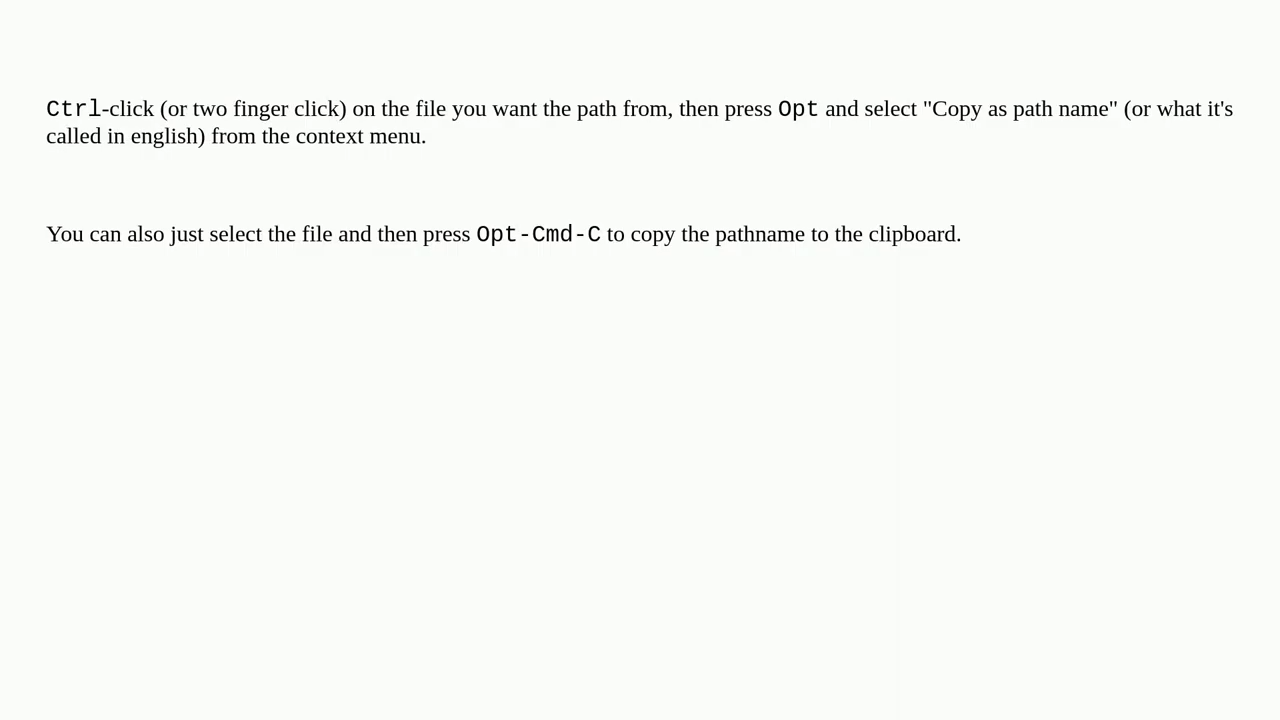 Ctrl-click (or two finger click) on the file you want the path from, then press Opt and select "Copy as path name" (or what it's
called in english) from the context menu.
You can also just select the file and then press Opt-Cmd-C to copy the pathname to the clipboard.